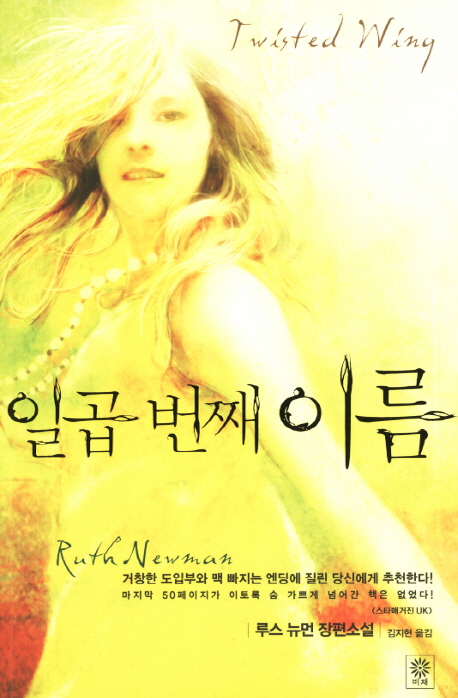 Twisted Wing
일곱 번째 이름
Ruth Newman
거창한 도입부와 맥 빠지는 엔딩에 질린 당신에게 추천한다!
마지막 50페이지가 이토록 숨 가쁘게 넘어간 책은 없었다!
〈스타매거진 UK〉
| 루스 뉴먼 장편소설 | 김지현 옮김
비채